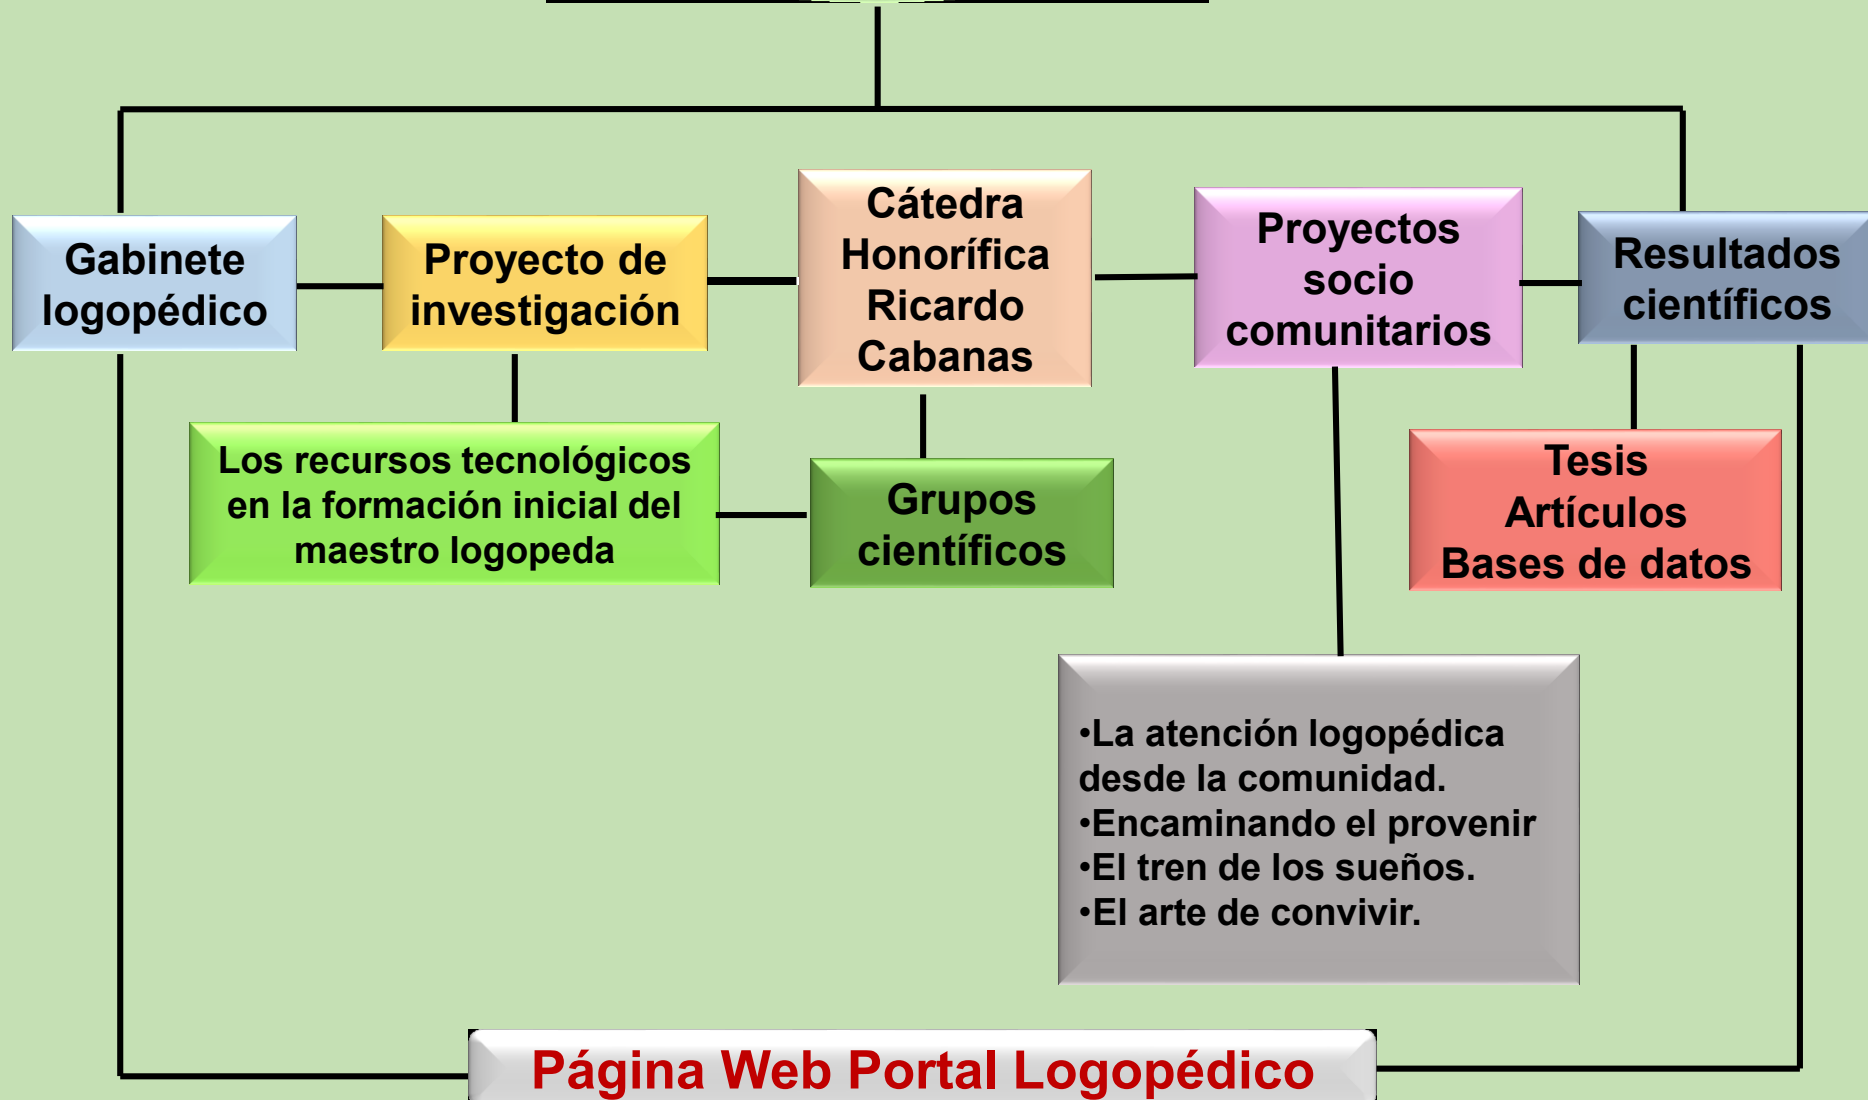 Gabinete
logopédico
Proyecto de
investigación
Cátedra
Honorífica
Ricardo
Cabanas
Proyectos
socio
comunitarios
Resultados
científicos
Los recursos tecnológicos
en la formación inicial del
maestro logopeda
Grupos
científicos
Tesis
Artículos
Bases de datos
•La atención logopédica
desde la comunidad.
•Encaminando el provenir
•El tren de los sueños.
•El arte de convivir.
Página Web Portal Logopédico